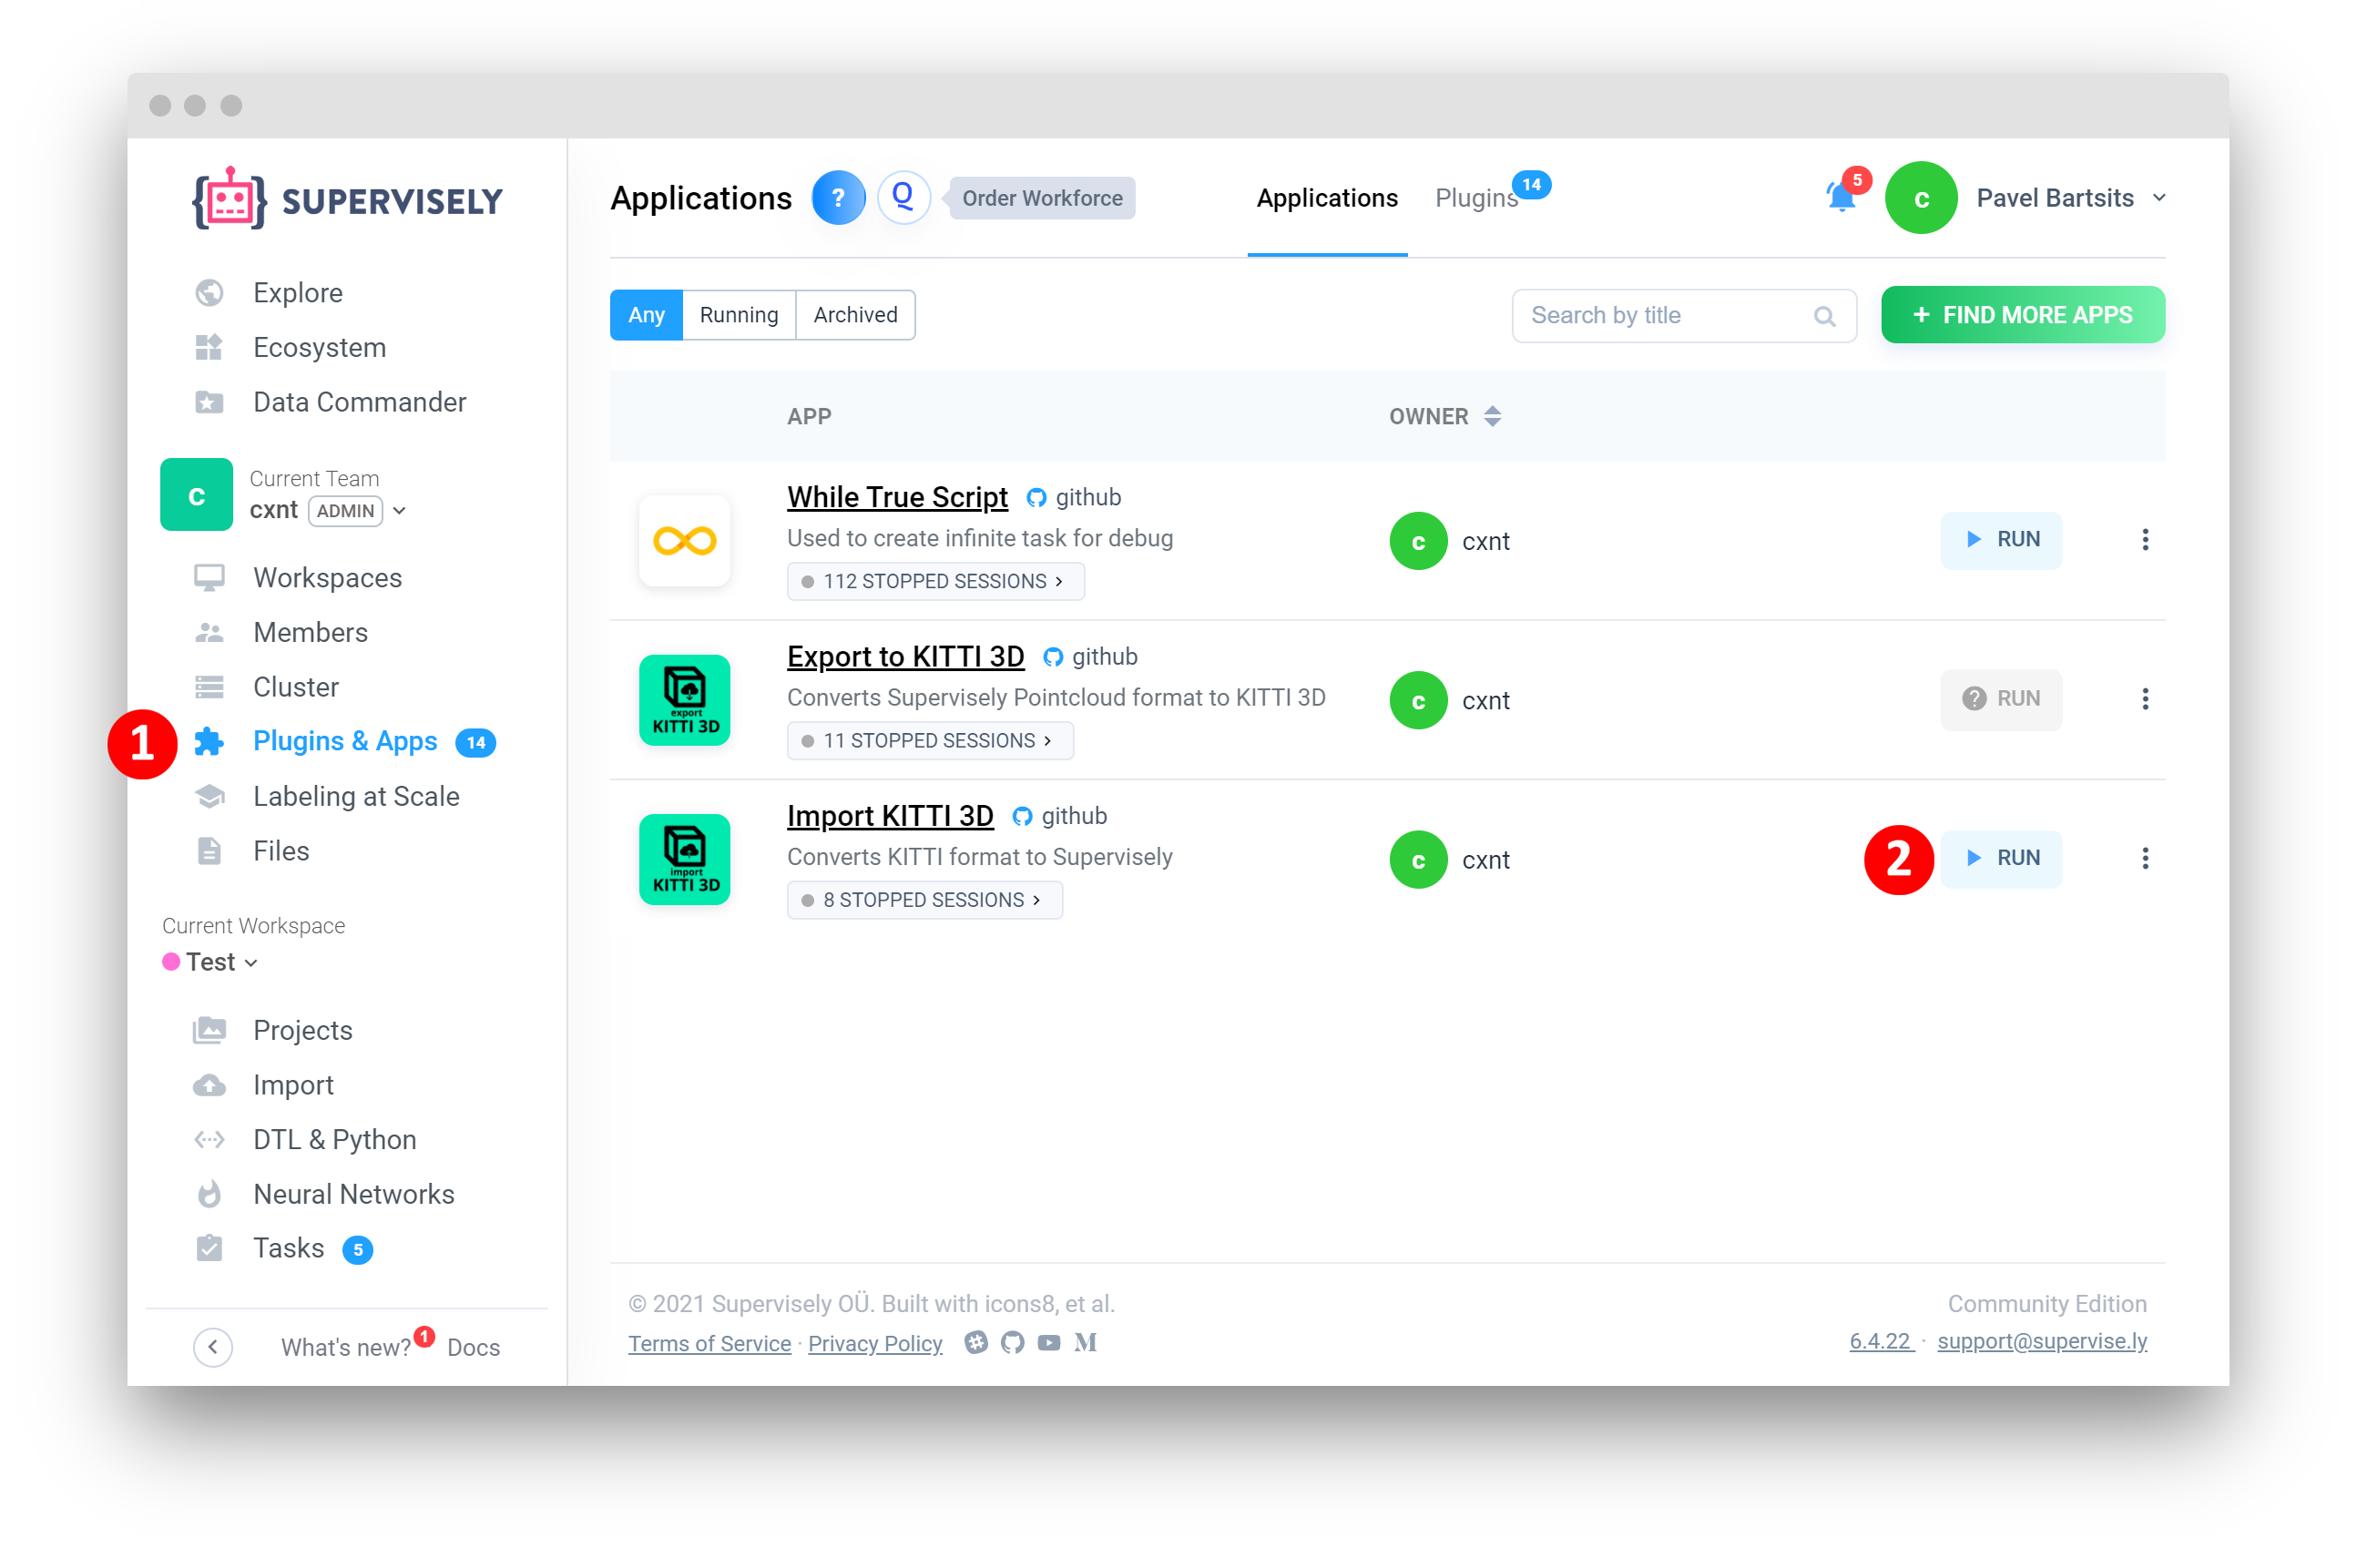 SUPERVISELY
Explore
Ecosystem
Data Commander
c
Current Team
cxnt ADMIN
Workspaces
Members
Cluster
1
Plugins & Apps 14
Labeling at Scale
Files
Current Workspace
Test
Projects
Import
DTL & Python
Neural Networks
Tasks 5
What's new? 1 Docs
Applications ? Q Order Workforce
Applications Plugins 14
5 c Pavel Bartsits
Any Running Archived
Search by title
+ FIND MORE APPS
APP OWNER
While True Script github
Used to create infinite task for debug
112 STOPPED SESSIONS >
c cxnt
RUN
export
KITTI 3D
Export to KITTI 3D github
Converts Supervisely Pointcloud format to KITTI 3D
11 STOPPED SESSIONS >
c cxnt
? RUN
import
KITTI 3D
Import KITTI 3D github
Converts KITTI format to Supervisely
8 STOPPED SESSIONS >
c cxnt
2 RUN
© 2021 Supervisely OÜ. Built with icons8, et al.
Terms of Service · Privacy Policy
M
Community Edition
6.4.22 · support@supervise.ly